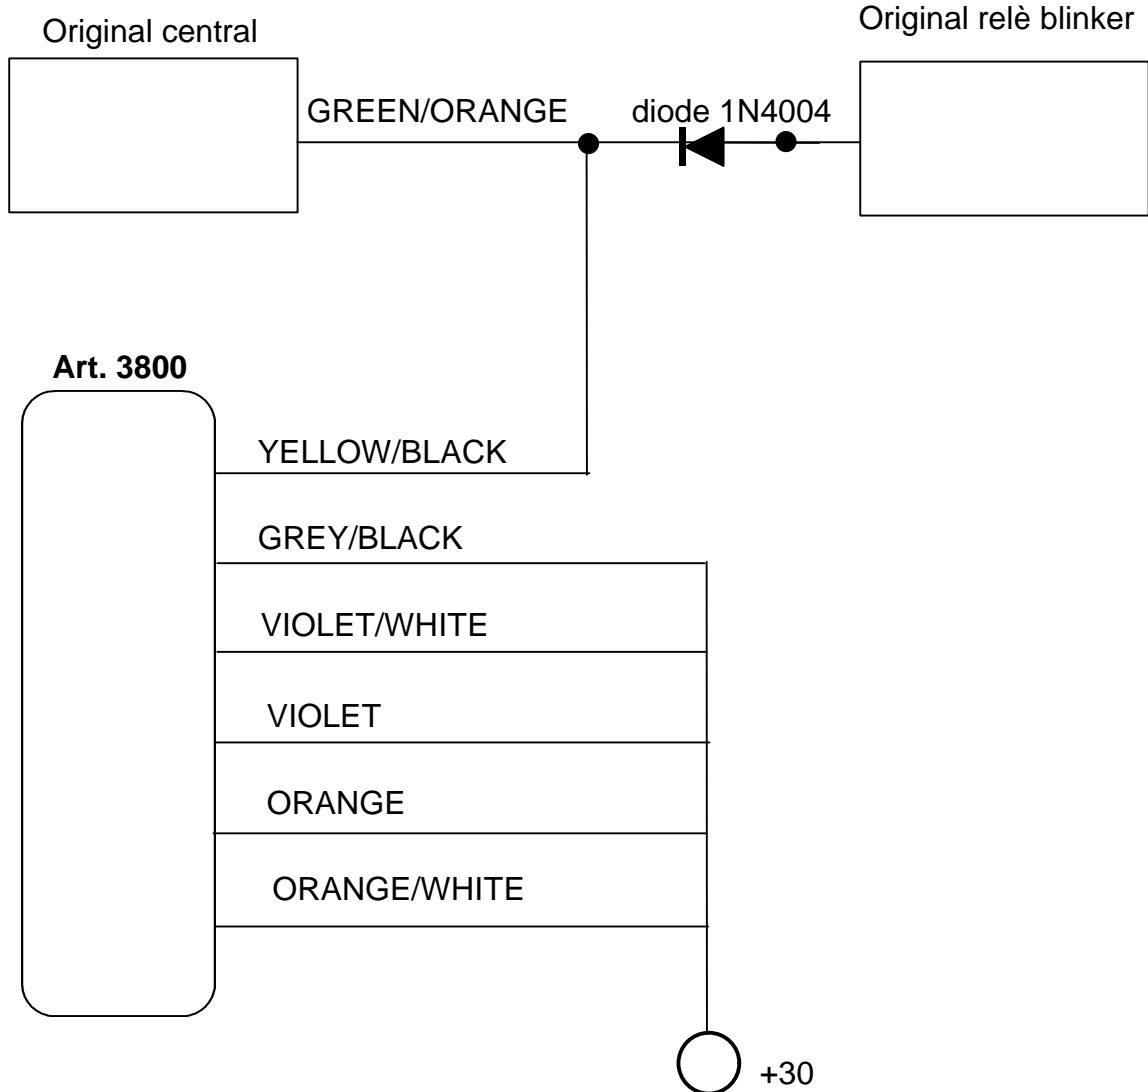 Original central
Original relè blinker
GREEN/ORANGE
diode 1N4004
Art. 3800
YELLOW/BLACK
GREY/BLACK
VIOLET/WHITE
VIOLET
ORANGE
ORANGE/WHITE
+30